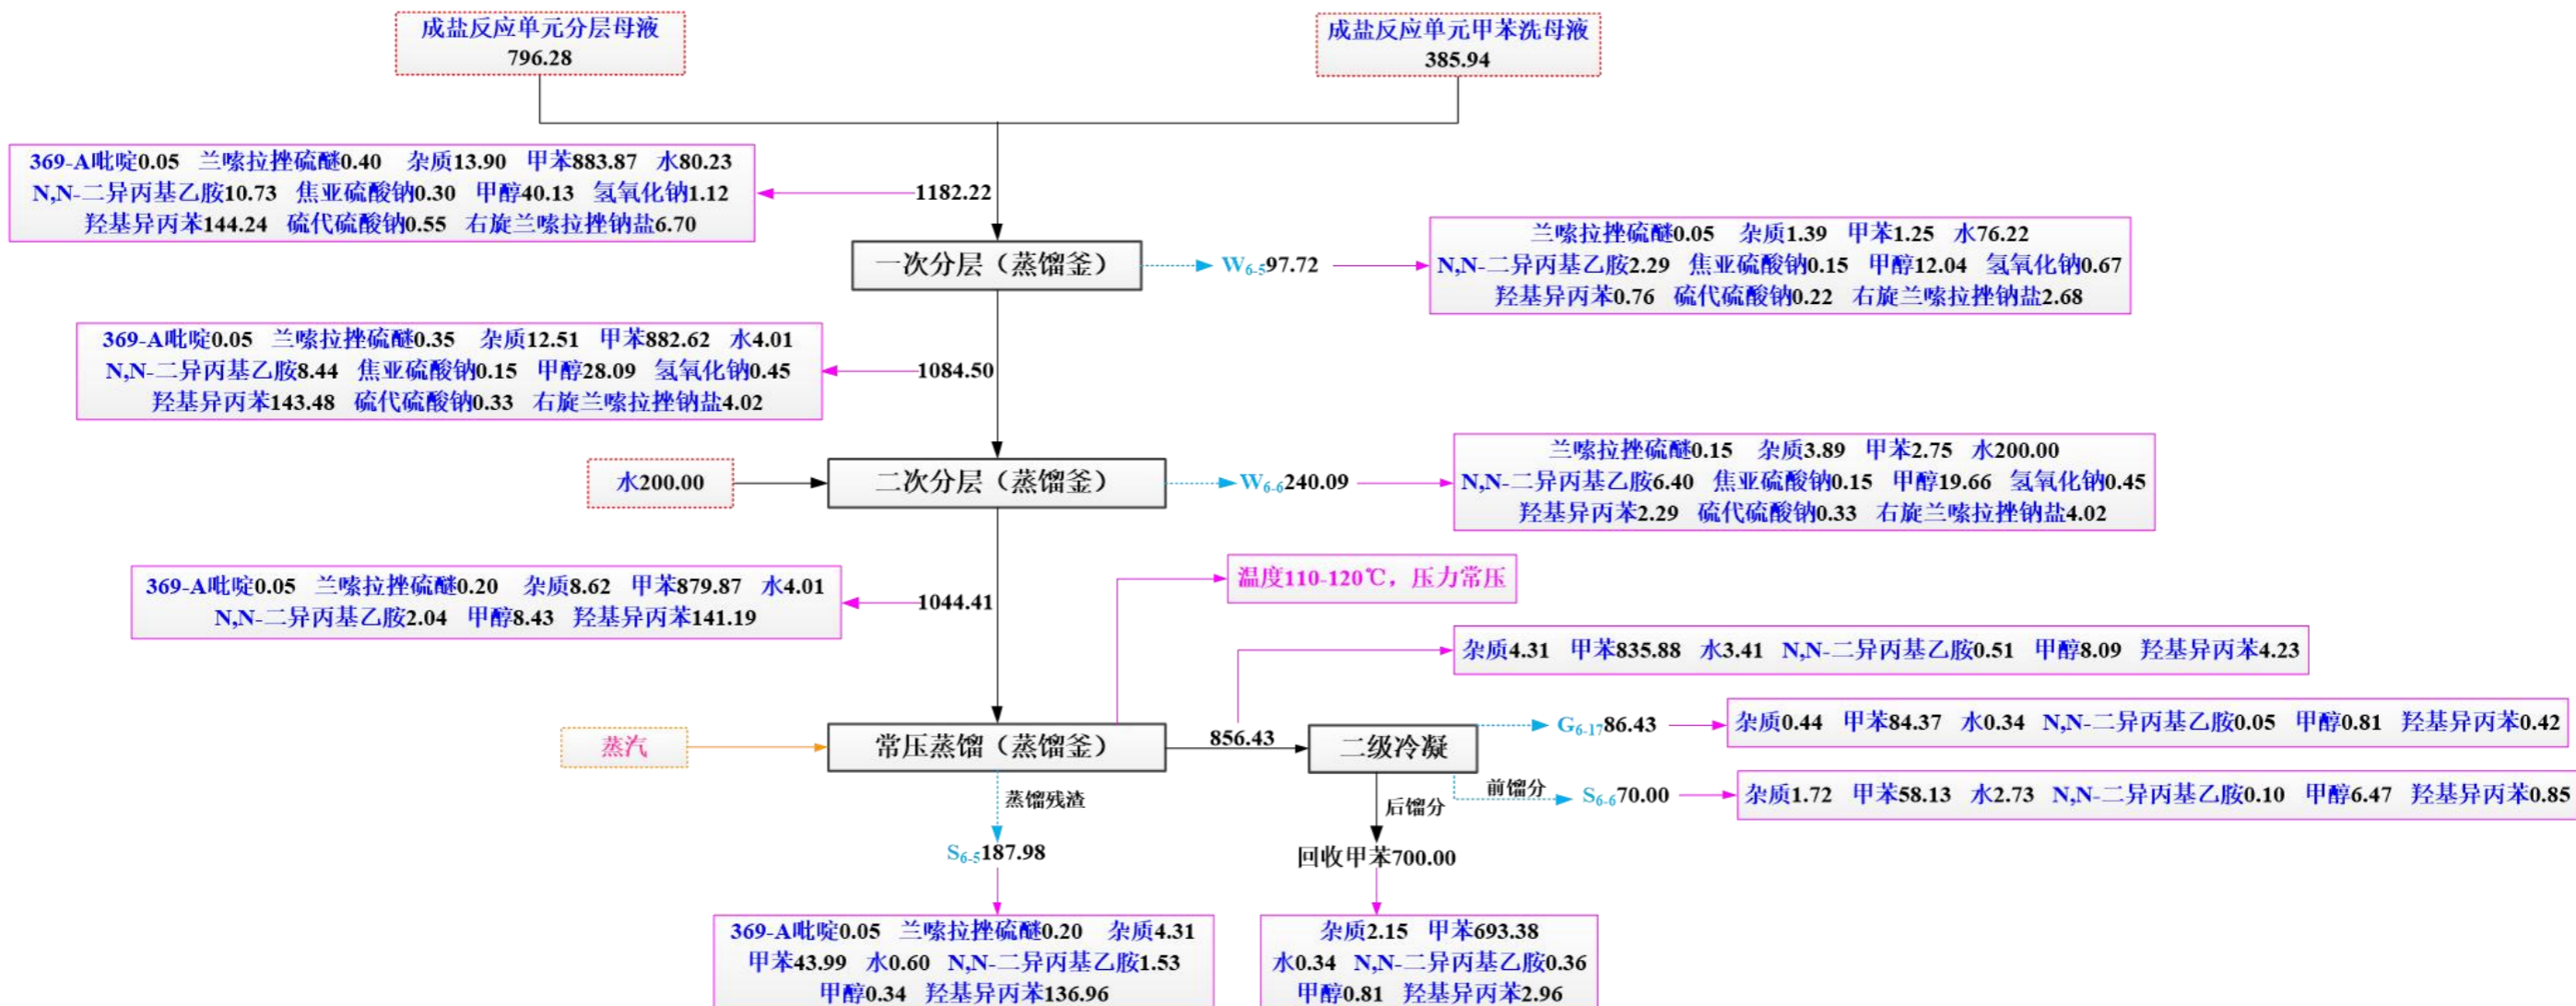 成盐反应单元分层母液
796.28
成盐反应单元甲苯洗母液
385.94
369-A吡啶0.05 兰嗦拉挫硫醚0.40 杂质13.90 甲苯883.87 水80.23
N,N-二异丙基乙胺10.73 焦亚硫酸钠0.30 甲醇40.13 氢氧化钠1.12
羟基异丙苯144.24 硫代硫酸钠0.55 右旋兰嗦拉挫钠盐6.70
1182.22
一次分层（蒸馏釜）
W6-597.72
兰嗦拉挫硫醚0.05 杂质1.39 甲苯1.25 水76.22
N,N-二异丙基乙胺2.29 焦亚硫酸钠0.15 甲醇12.04 氢氧化钠0.67
羟基异丙苯0.76 硫代硫酸钠0.22 右旋兰嗦拉挫钠盐2.68
369-A吡啶0.05 兰嗦拉挫硫醚0.35 杂质12.51 甲苯882.62 水4.01
N,N-二异丙基乙胺8.44 焦亚硫酸钠0.15 甲醇28.09 氢氧化钠0.45
羟基异丙苯143.48 硫代硫酸钠0.33 右旋兰嗦拉挫钠盐4.02
1084.50
水200.00
二次分层（蒸馏釜）
W6-6240.09
兰嗦拉挫硫醚0.15 杂质3.89 甲苯2.75 水200.00
N,N-二异丙基乙胺6.40 焦亚硫酸钠0.15 甲醇19.66 氢氧化钠0.45
羟基异丙苯2.29 硫代硫酸钠0.33 右旋兰嗦拉挫钠盐4.02
369-A吡啶0.05 兰嗦拉挫硫醚0.20 杂质8.62 甲苯879.87 水4.01
N,N-二异丙基乙胺2.04 甲醇8.43 羟基异丙苯141.19
1044.41
温度110-120℃，压力常压
杂质4.31 甲苯835.88 水3.41 N,N-二异丙基乙胺0.51 甲醇8.09 羟基异丙苯4.23
蒸汽
常压蒸馏（蒸馏釜）
856.43
二级冷凝
G6-1786.43
杂质0.44 甲苯84.37 水0.34 N,N-二异丙基乙胺0.05 甲醇0.81 羟基异丙苯0.42
前馏分
S6-670.00
杂质1.72 甲苯58.13 水2.73 N,N-二异丙基乙胺0.10 甲醇6.47 羟基异丙苯0.85
蒸馏残渣
后馏分
S6-5187.98
回收甲苯700.00
369-A吡啶0.05 兰嗦拉挫硫醚0.20 杂质4.31
甲苯43.99 水0.60 N,N-二异丙基乙胺1.53
甲醇0.34 羟基异丙苯136.96
杂质2.15 甲苯693.38
水0.34 N,N-二异丙基乙胺0.36
甲醇0.81 羟基异丙苯2.96